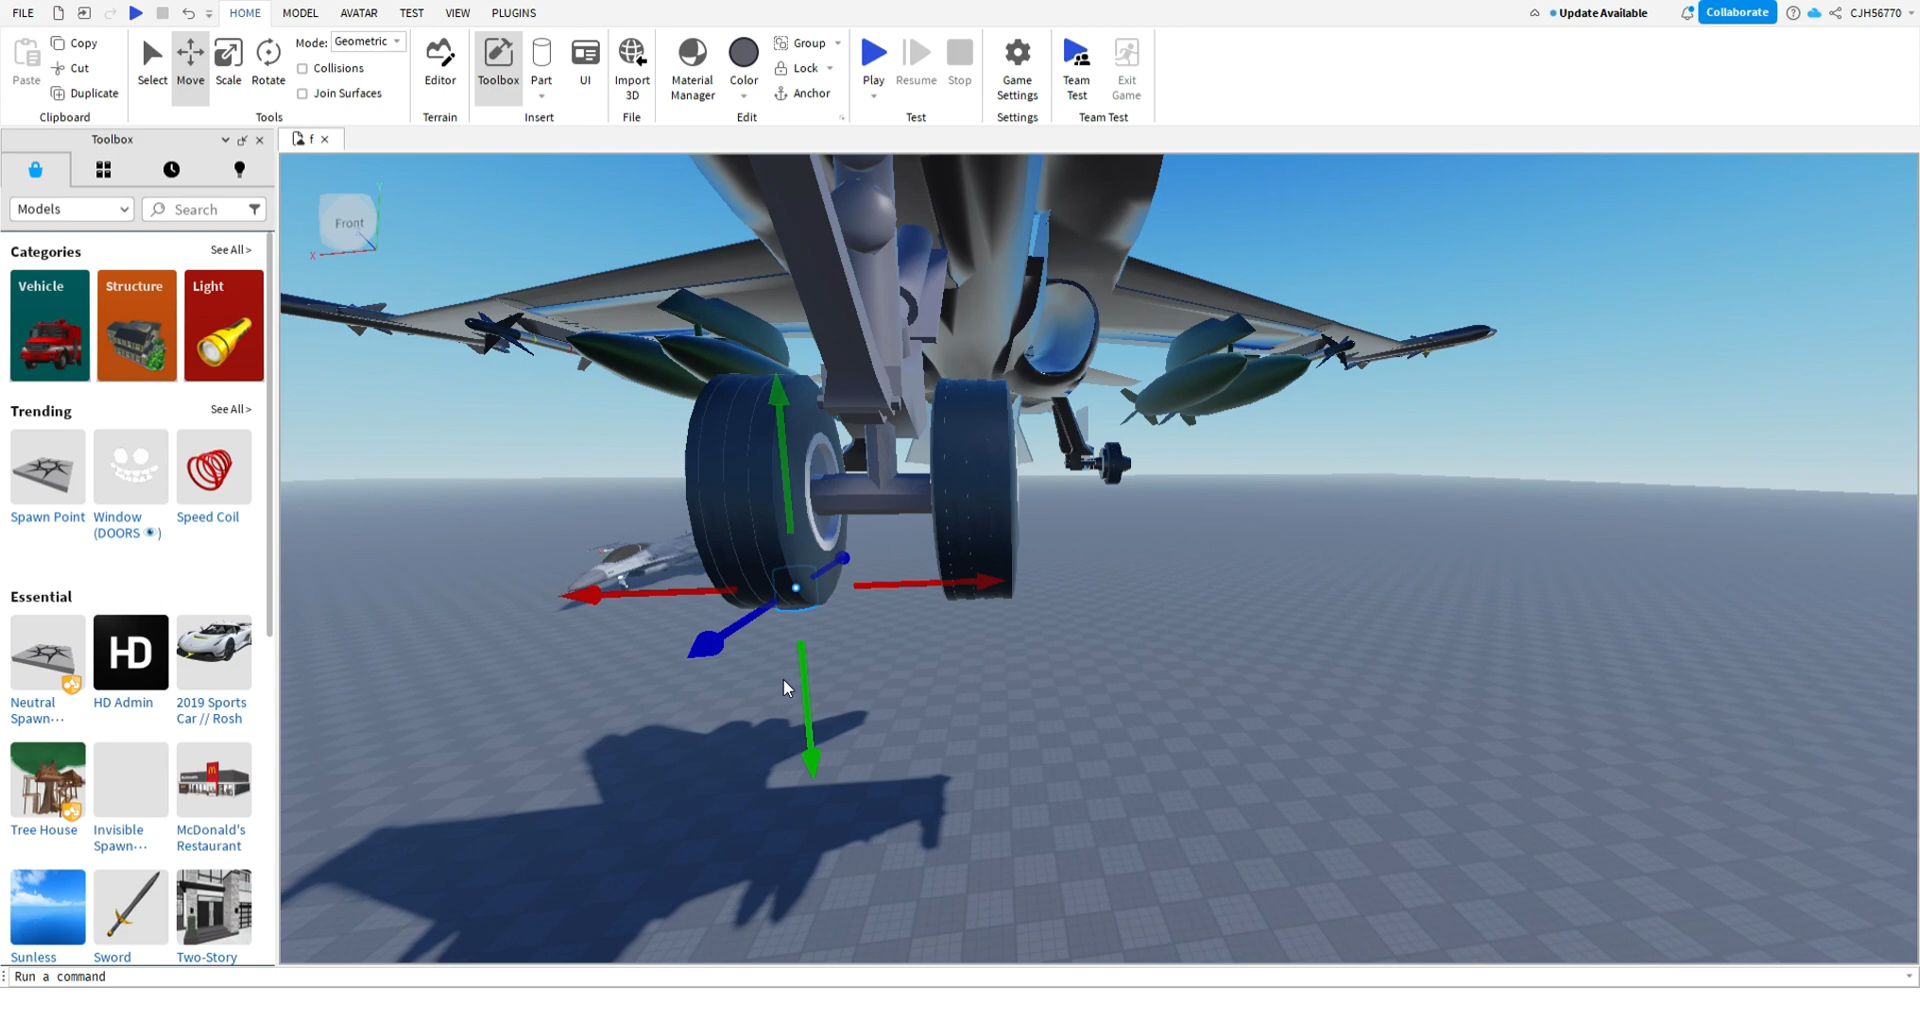 FILE
HOME
MODEL
AVATAR
TEST
VIEW
PLUGINS
Update Available
Collaborate
CJH56770
Paste
Copy
Cut
Duplicate
Clipboard
Select
Move
Scale
Rotate
Mode: Geometric
Collisions
Join Surfaces
Tools
Editor
Terrain
Toolbox
Part
UI
Insert
Import
3D
File
Material
Manager
Color
Group
Lock
Anchor
Edit
Play
Resume
Stop
Test
Game
Settings
Settings
Team
Test
Exit
Game
Team Test
Toolbox
f
Models
Search
Categories
See All >
Vehicle
Structure
Light
Trending
See All >
Spawn Point
Window
(DOORS 👁)
Speed Coil
Essential
HD
Neutral
Spawn...
HD Admin
2019 Sports
Car // Rosh
Tree House
Invisible
Spawn...
McDonald's
Restaurant
Sunless
Sword
Two-Story
Y
Front
X
Run a command